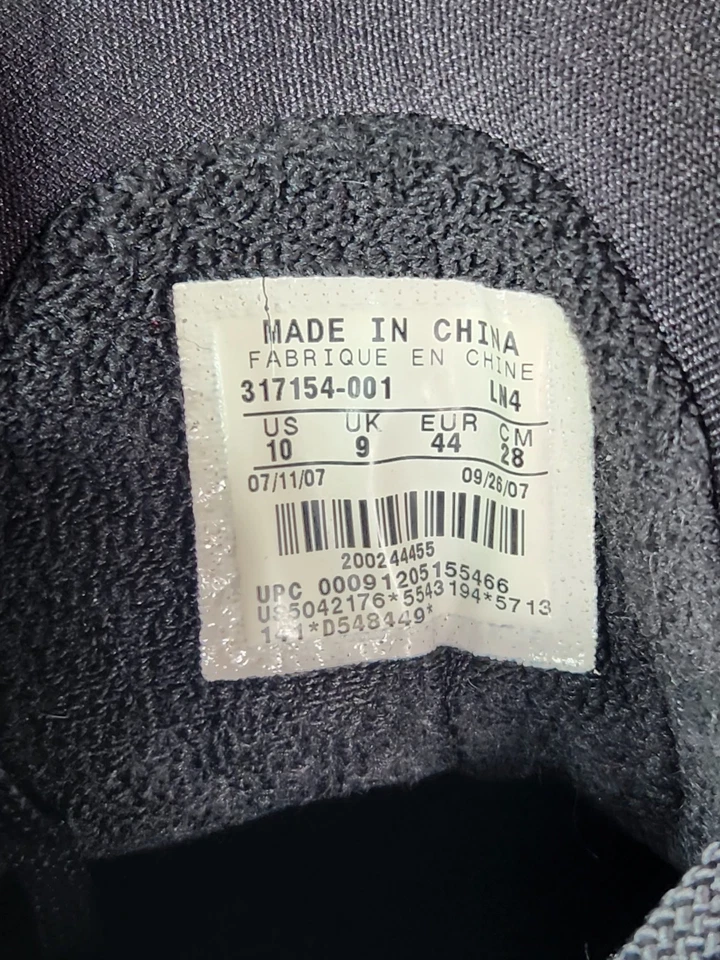 MADE IN CHINA
FABRIQUE EN CHINE
317154-001 LN4
US UK EUR CM
10 9 44 28
07/11/07 09/26/07
200244455
UPC 00091205155466
US5042176*5543194*5713
141*D548449*